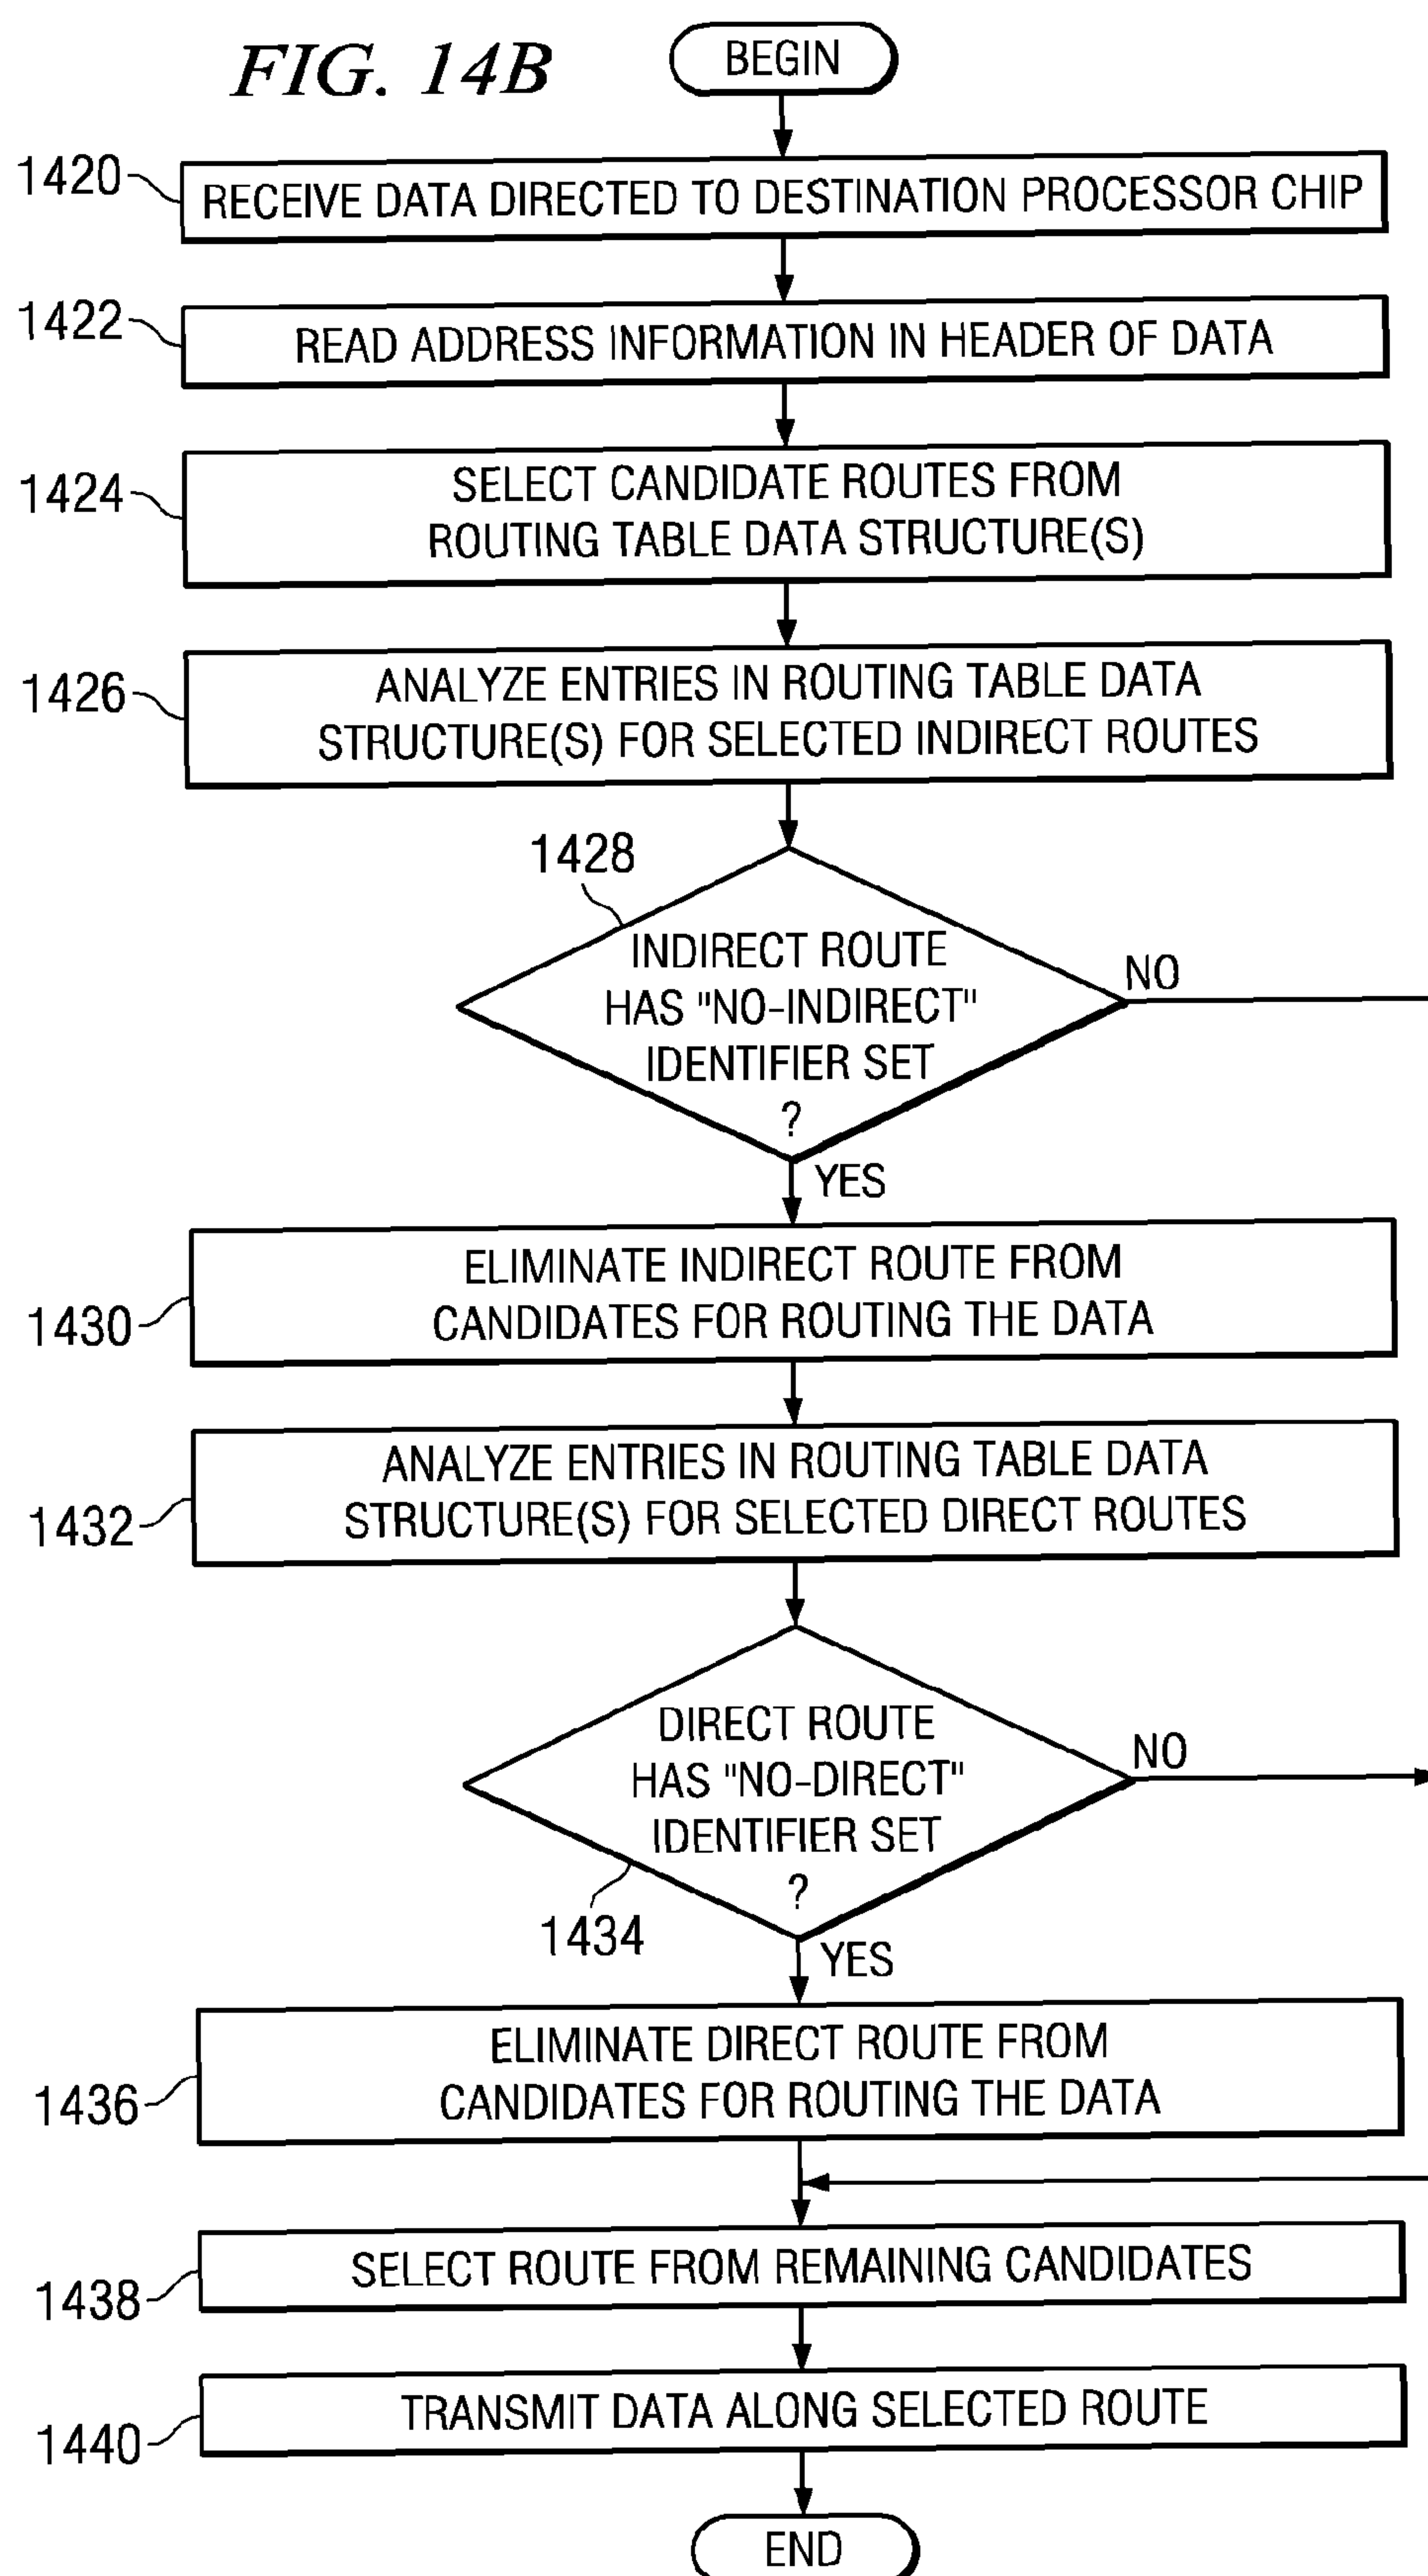 FIG. 14B
BEGIN
1420
RECEIVE DATA DIRECTED TO DESTINATION PROCESSOR CHIP
1422
READ ADDRESS INFORMATION IN HEADER OF DATA
1424
SELECT CANDIDATE ROUTES FROM
ROUTING TABLE DATA STRUCTURE(S)
1426
ANALYZE ENTRIES IN ROUTING TABLE DATA
STRUCTURE(S) FOR SELECTED INDIRECT ROUTES
1428
INDIRECT ROUTE
HAS "NO-INDIRECT"
IDENTIFIER SET
?
NO
YES
ELIMINATE INDIRECT ROUTE FROM
CANDIDATES FOR ROUTING THE DATA
1430
ANALYZE ENTRIES IN ROUTING TABLE DATA
STRUCTURE(S) FOR SELECTED DIRECT ROUTES
1432
DIRECT ROUTE
HAS "NO-DIRECT"
IDENTIFIER SET
?
NO
1434
YES
ELIMINATE DIRECT ROUTE FROM
CANDIDATES FOR ROUTING THE DATA
1436
SELECT ROUTE FROM REMAINING CANDIDATES
1438
TRANSMIT DATA ALONG SELECTED ROUTE
1440
END